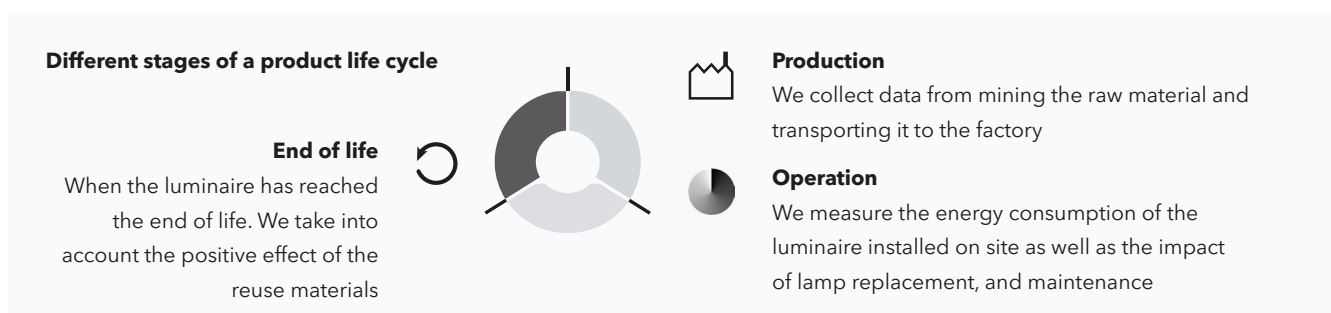 Different stages of a product life cycle
End of life
When the luminaire has reached
the end of life. We take into
account the positive effect of the
reuse materials
Production
We collect data from mining the raw material and
transporting it to the factory
Operation
We measure the energy consumption of the
luminaire installed on site as well as the impact
of lamp replacement, and maintenance